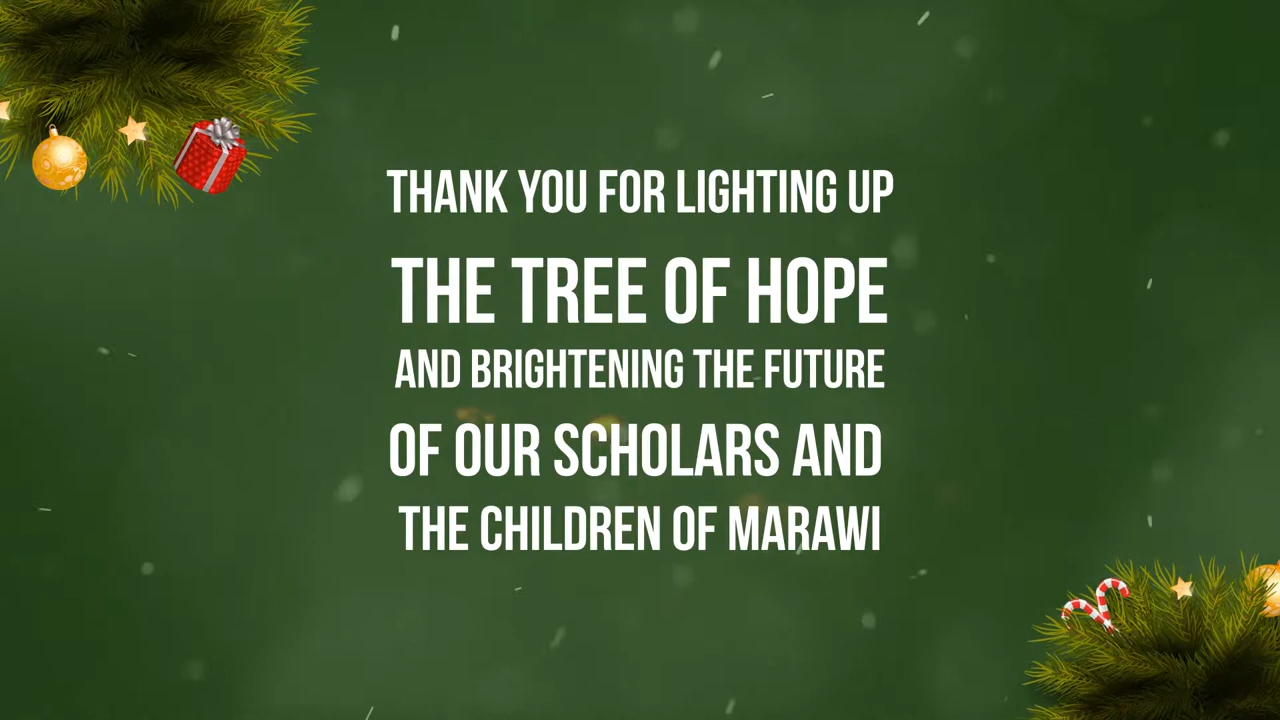 THANK YOU FOR LIGHTING UP
THE TREE OF HOPE
AND BRIGHTENING THE FUTURE
OF OUR SCHOLARS AND
THE CHILDREN OF MARAWI